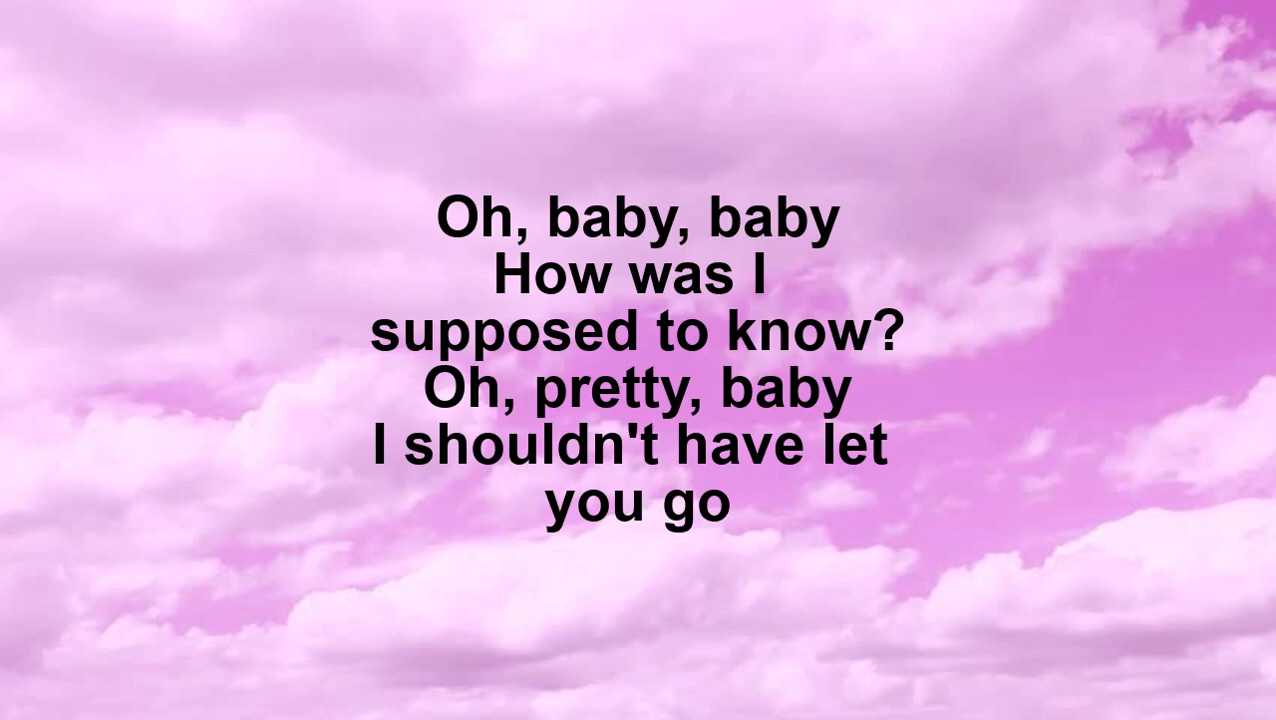 Oh, baby, baby
How was I
supposed to know?
Oh, pretty, baby
I shouldn't have let
you go